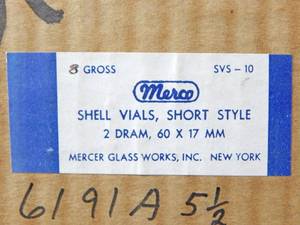 3 GROSS SVS - 10
Merco
SHELL VIALS, SHORT STYLE
2 DRAM, 60 X 17 MM
MERCER GLASS WORKS, INC. NEW YORK
6191A 5½